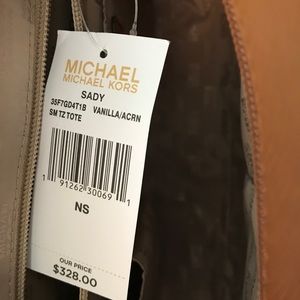 MICHAEL
MICHAEL KORS
SADY
35F7GD4T1B VANILLA/ACRN
SM TZ TOTE
1 91262 30069 1
NS
OUR PRICE
$328.00